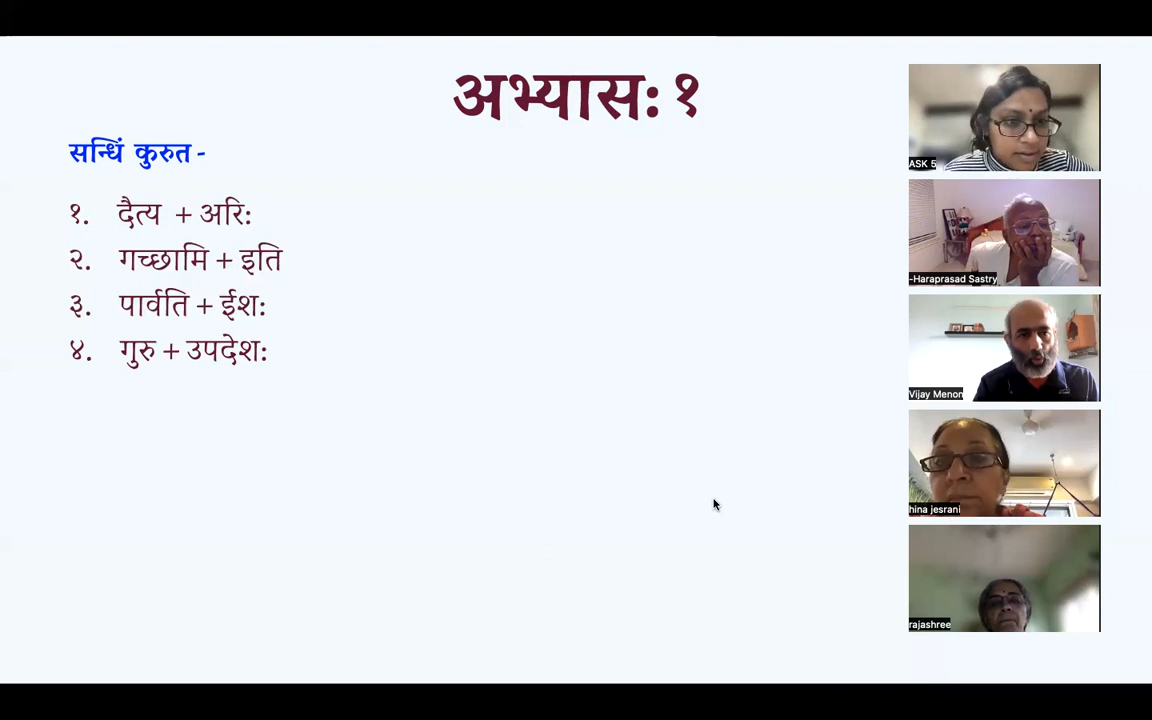 अभ्यास: १
सन्धिं कुरुत -
१. दैत्य + अरि:
२. गच्छामि + इति
३. पार्वति + ईश:
४. गुरु + उपदेश:
ASK 5
-Haraprasad Sastry
Vijay Menon
hina jesrani
rajashree